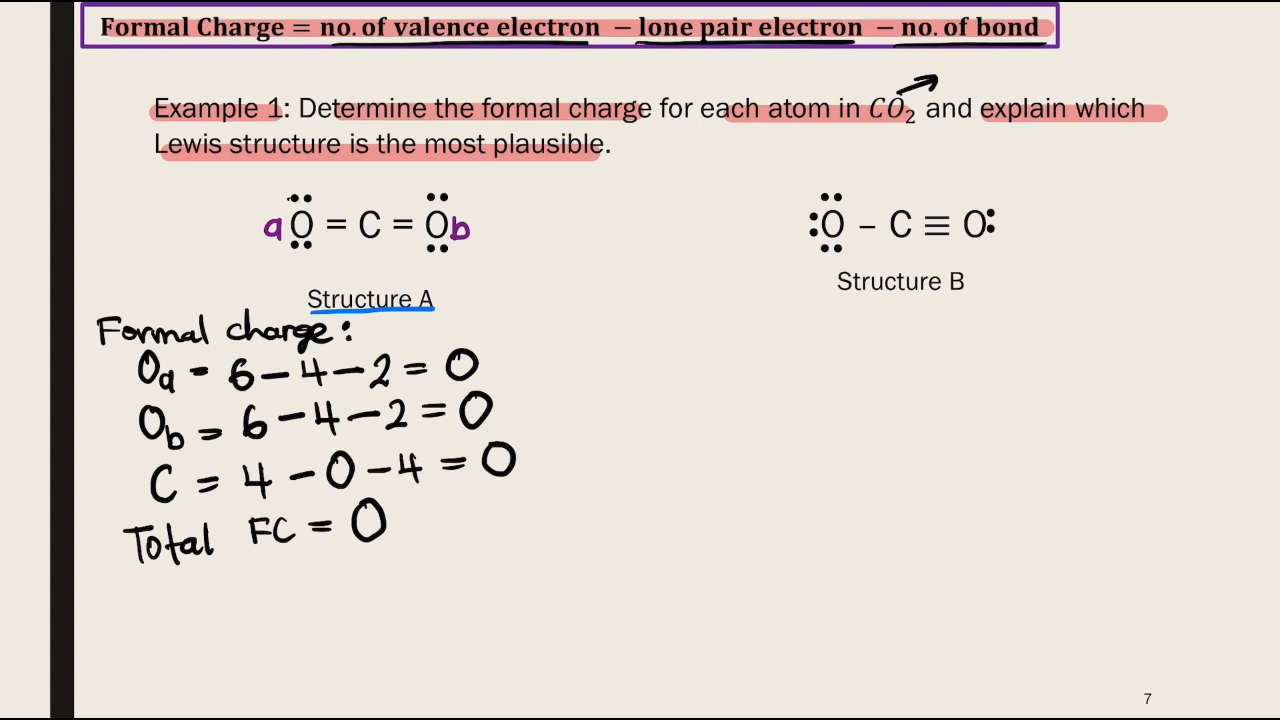 Formal Charge = no. of valence electron − lone pair electron − no. of bond
Example 1: Determine the formal charge for each atom in CO₂ and explain which
Lewis structure is the most plausible.
a O = C = O b
Structure A
O – C ≡ O
Structure B
Formal charge:
Oₐ = 6 – 4 – 2 = 0
O_b = 6 – 4 – 2 = 0
C = 4 – 0 – 4 = 0
Total FC = 0
7